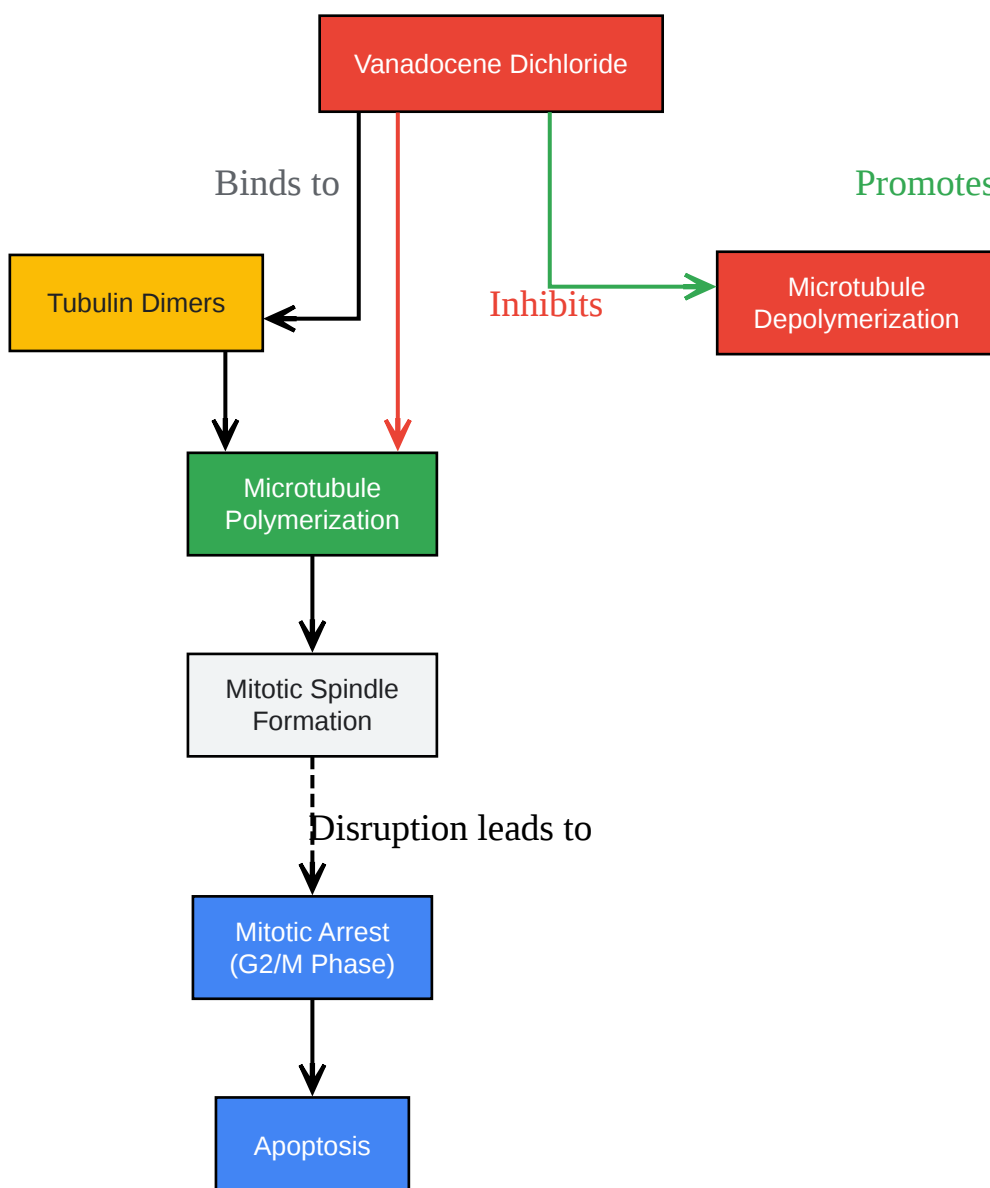 Vanadocene Dichloride
Binds to
Promotes
Tubulin Dimers
Inhibits
Microtubule
Depolymerization
Microtubule
Polymerization
Mitotic Spindle
Formation
Disruption leads to
Mitotic Arrest
(G2/M Phase)
Apoptosis